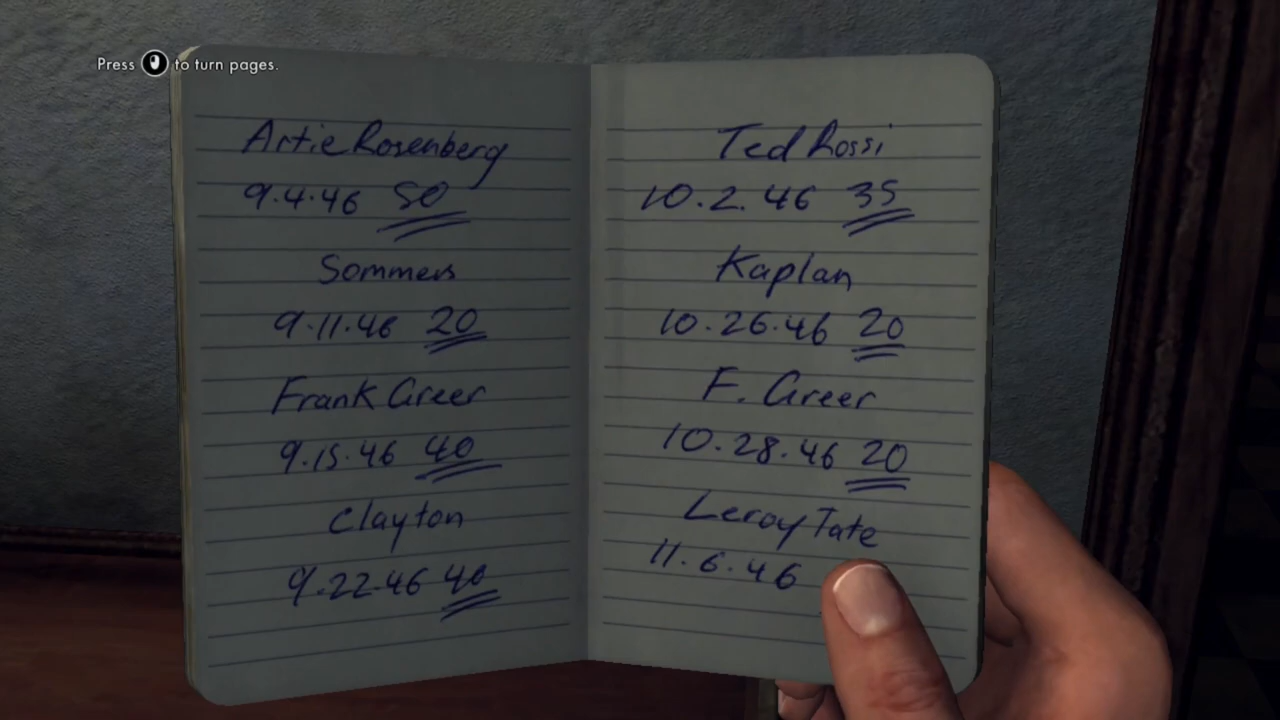 Press to turn pages.
Artie Rosenberg
9.4.46 50
Sommers
9.11.46 20
Frank Greer
9.15.46 40
Clayton
9.22.46 40
Ted Rossi
10.2.46 35
Kaplan
10.26.46 20
F. Greer
10.28.46 20
Leroy Tate
11.6.46